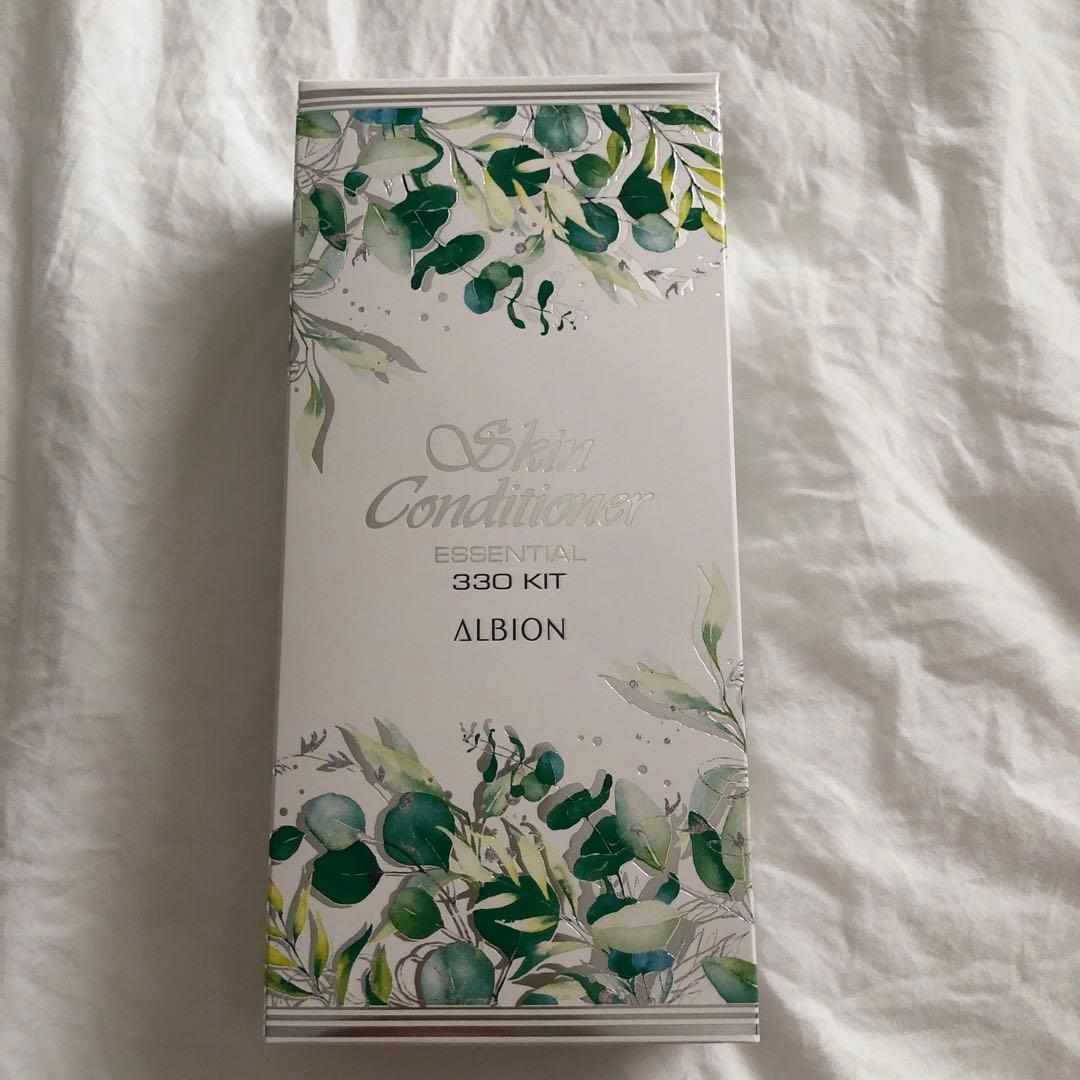 Skin
Conditioner
ESSENTIAL
330 KIT
ALBION